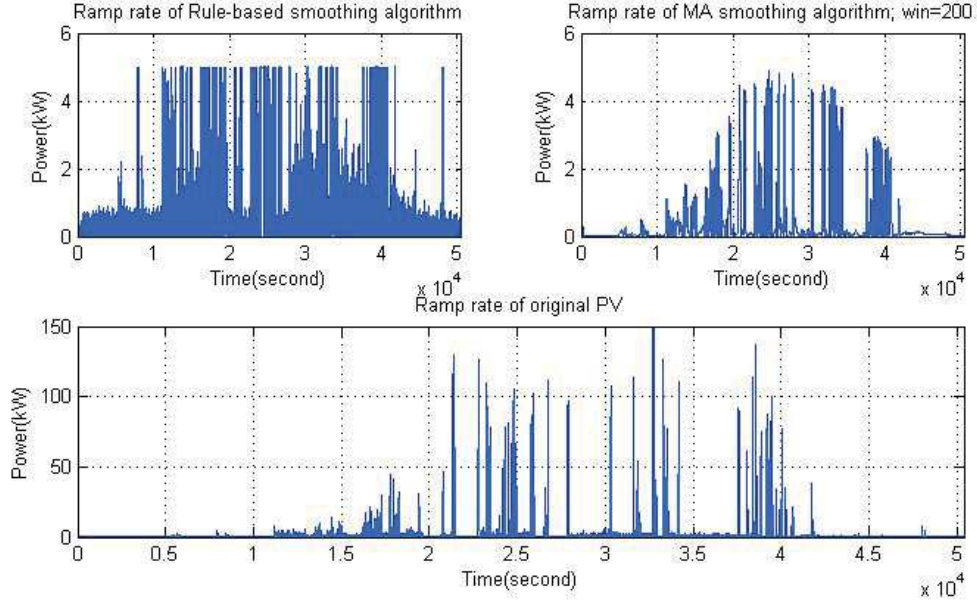 Ramp rate of Rule-based smoothing algorithm
Power(kW)
6
4
2
0
0 1 2 3 4 5
Time(second)
x 10^4
Ramp rate of MA smoothing algorithm; win=200
Power(kW)
6
4
2
0
0 1 2 3 4 5
Time(second)
x 10^4
Ramp rate of original PV
Power(kW)
150
100
50
0
0 0.5 1 1.5 2 2.5 3 3.5 4 4.5 5
Time(second)
x 10^4